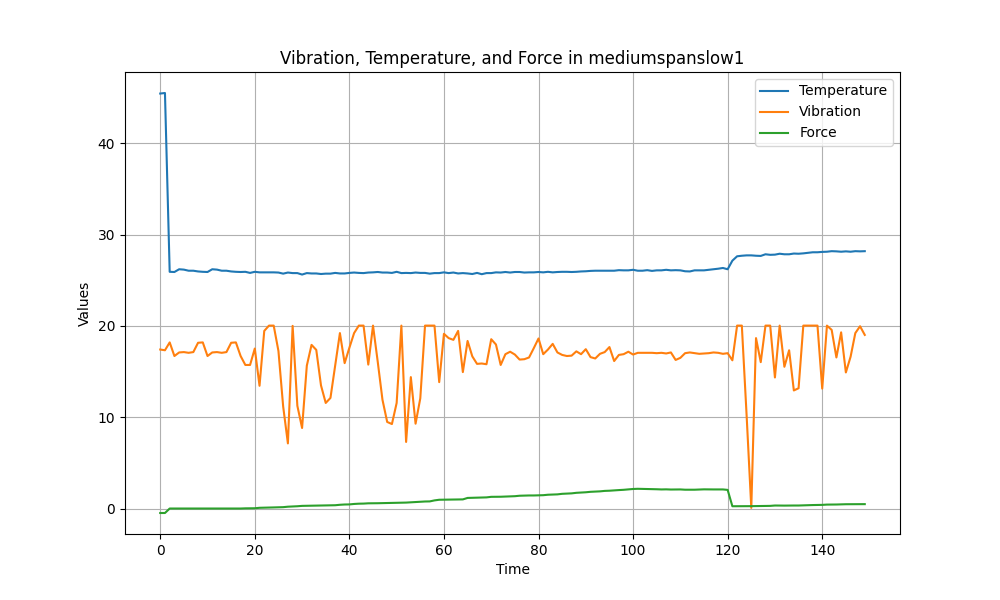 Vibration, Temperature, and Force in mediumspanslow1
Temperature
Vibration
Force
Values
40
30
20
10
0
0 20 40 60 80 100 120 140
Time